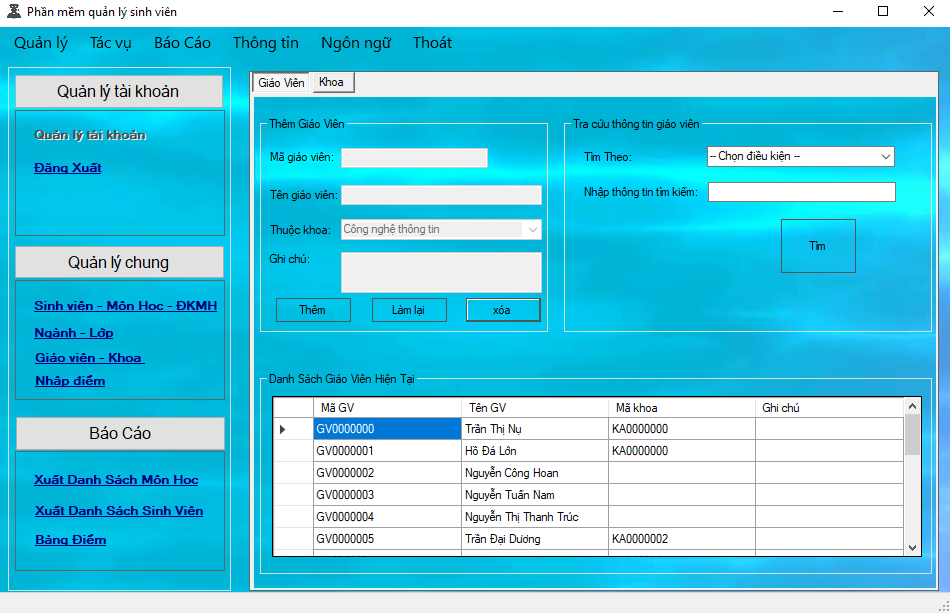 Phần mềm quản lý sinh viên
Quản lý Tác vụ Báo Cáo Thông tin Ngôn ngữ Thoát
Quản lý tài khoản
Quản lý tài khoản
Đăng Xuất
Quản lý chung
Sinh viên - Môn Học - ĐKMH
Ngành - Lớp
Giáo viên - Khoa
Nhập điểm
Báo Cáo
Xuất Danh Sách Môn Học
Xuất Danh Sách Sinh Viên
Bảng Điểm
Giáo Viên Khoa
Thêm Giáo Viên
Mã giáo viên:
Tên giáo viên:
Thuộc khoa: Công nghệ thông tin
Ghi chú:
Thêm Làm lại xóa
Tra cứu thông tin giáo viên
Tìm Theo: -- Chọn điều kiện --
Nhập thông tin tìm kiếm:
Tìm
Danh Sách Giáo Viên Hiện Tại
Mã GV Tên GV Mã khoa Ghi chú
GV0000000 Trần Thị Nụ KA0000000
GV0000001 Hồ Đá Lớn KA0000000
GV0000002 Nguyễn Công Hoan
GV0000003 Nguyễn Tuấn Nam
GV0000004 Nguyễn Thị Thanh Trúc
GV0000005 Trần Đại Dương KA0000002